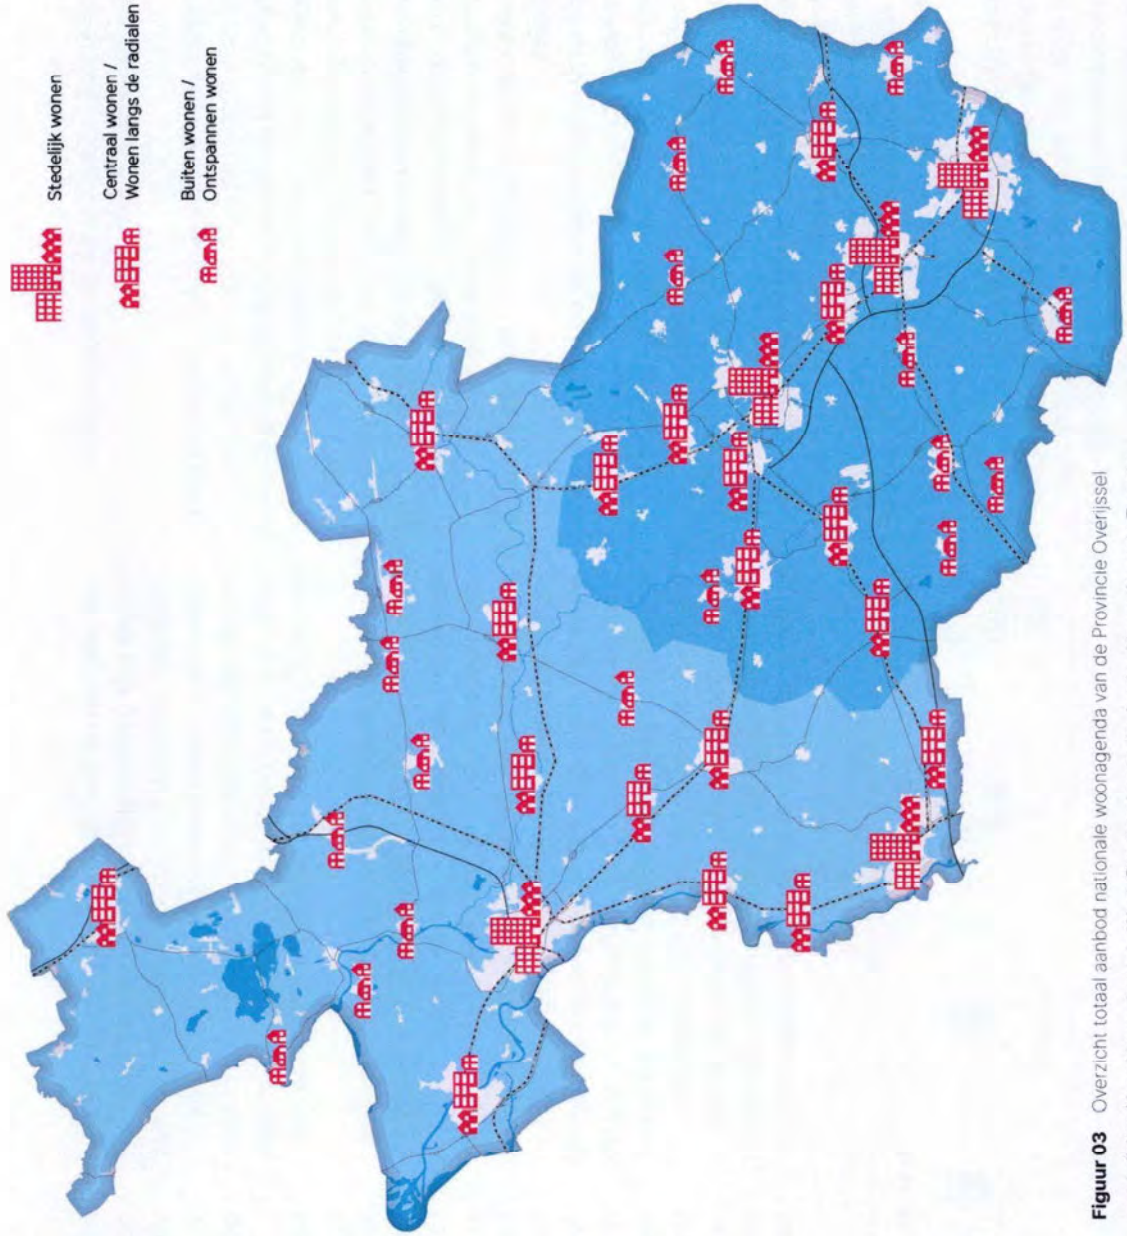 Stedelijk wonen
Centraal wonen /
Wonen langs de radialen
Buiten wonen /
Ontspannen wonen
Figuur 03 Overzicht totaal aanbod nationale woonagenda van de Provincie Overijssel